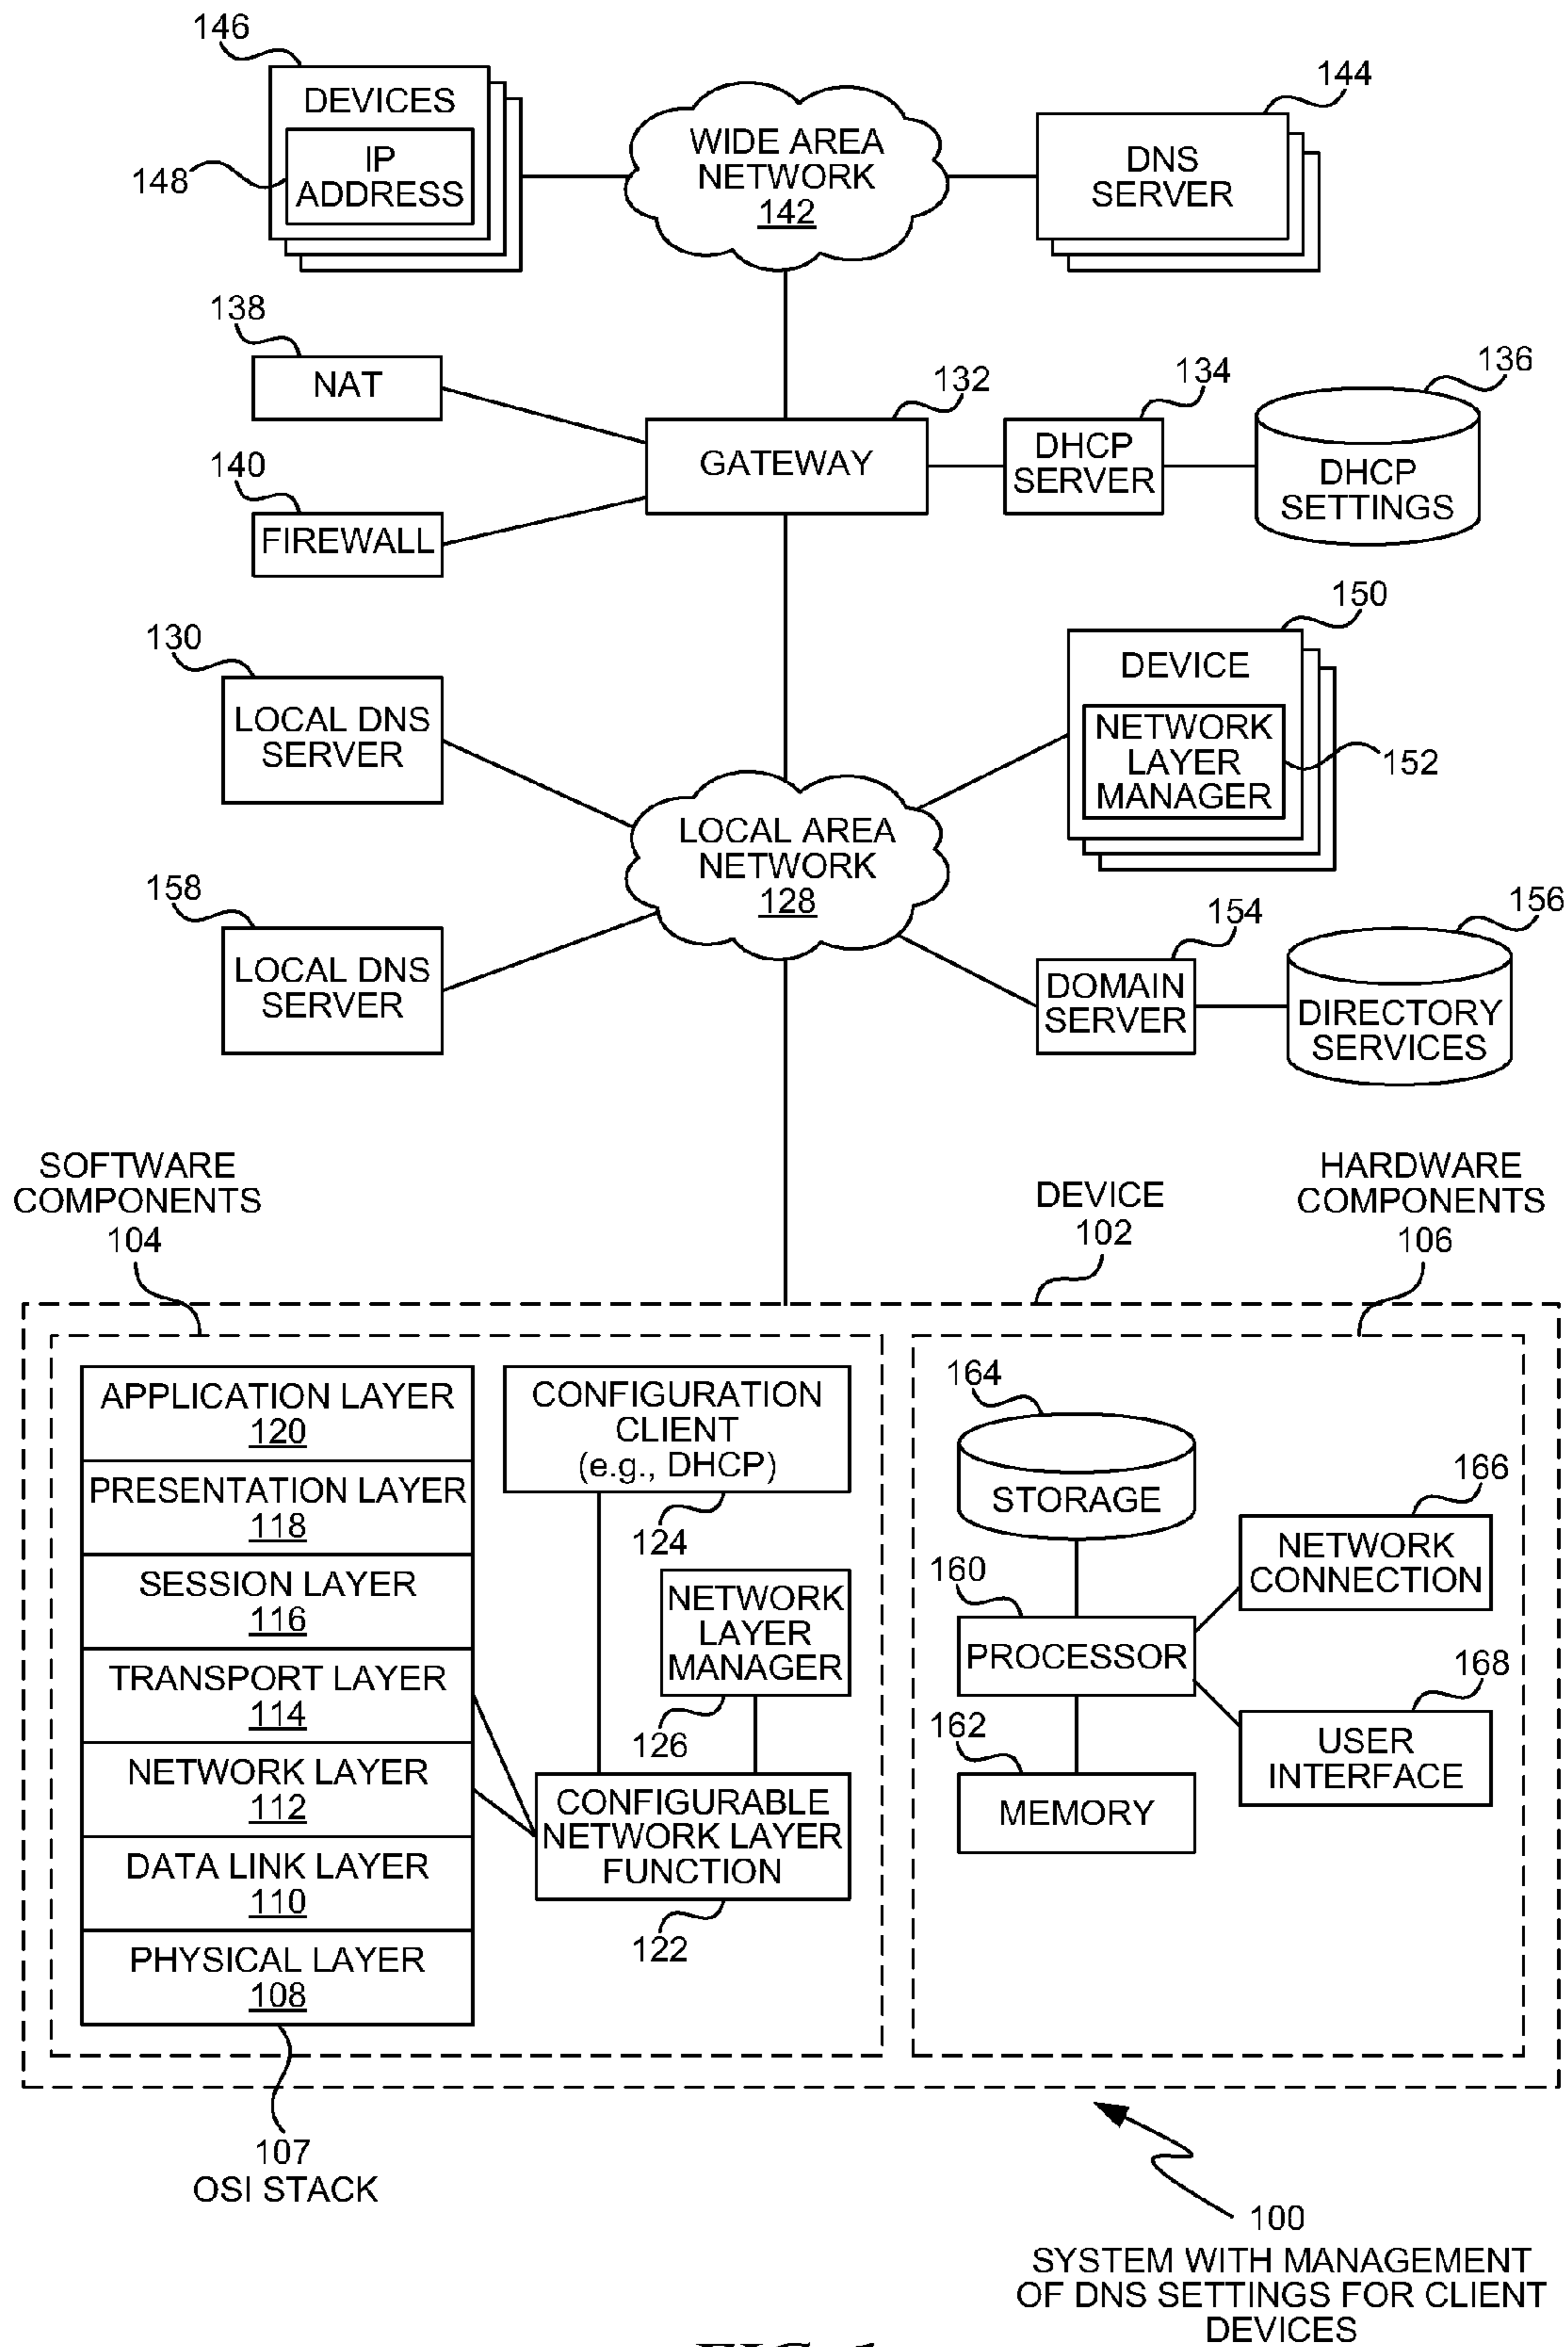 146
DEVICES
IP
ADDRESS
148
WIDE AREA
NETWORK
142
144
DNS
SERVER
138
NAT
132
GATEWAY
134
DHCP
SERVER
136
DHCP
SETTINGS
140
FIREWALL
130
LOCAL DNS
SERVER
150
DEVICE
NETWORK
LAYER
MANAGER
152
LOCAL AREA
NETWORK
128
158
LOCAL DNS
SERVER
154
DOMAIN
SERVER
156
DIRECTORY
SERVICES
SOFTWARE
COMPONENTS
104
DEVICE
102
HARDWARE
COMPONENTS
106
APPLICATION LAYER
120
PRESENTATION LAYER
118
SESSION LAYER
116
TRANSPORT LAYER
114
NETWORK LAYER
112
DATA LINK LAYER
110
PHYSICAL LAYER
108
CONFIGURATION
CLIENT
(e.g., DHCP)
124
NETWORK
LAYER
MANAGER
126
CONFIGURABLE
NETWORK LAYER
FUNCTION
122
164
STORAGE
160
PROCESSOR
162
MEMORY
166
NETWORK
CONNECTION
168
USER
INTERFACE
107
OSI STACK
100
SYSTEM WITH MANAGEMENT
OF DNS SETTINGS FOR CLIENT
DEVICES